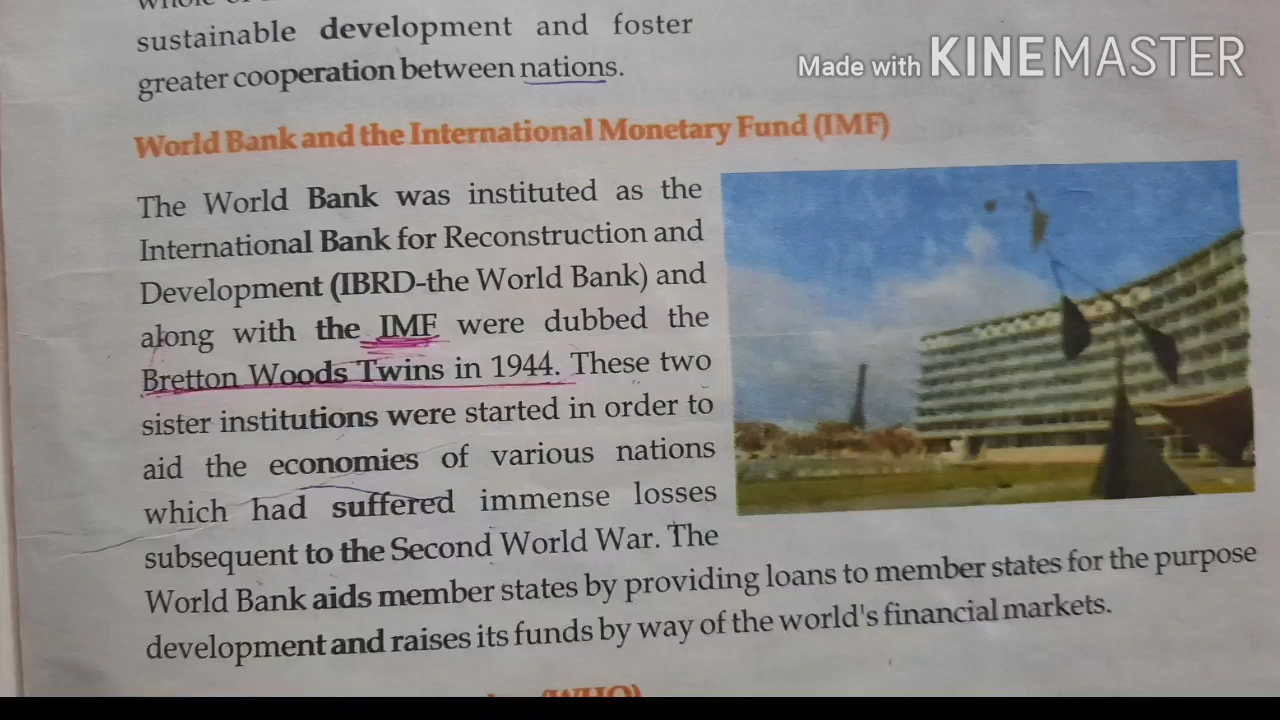 sustainable development and foster
greater cooperation between nations.
Made with KINEMASTER
World Bank and the International Monetary Fund (IMF)
The World Bank was instituted as the
International Bank for Reconstruction and
Development (IBRD-the World Bank) and
along with the IMF were dubbed the
Bretton Woods Twins in 1944. These two
sister institutions were started in order to
aid the economies of various nations
which had suffered immense losses
subsequent to the Second World War. The
World Bank aids member states by providing loans to member states for the purpose
development and raises its funds by way of the world's financial markets.
(WHO)